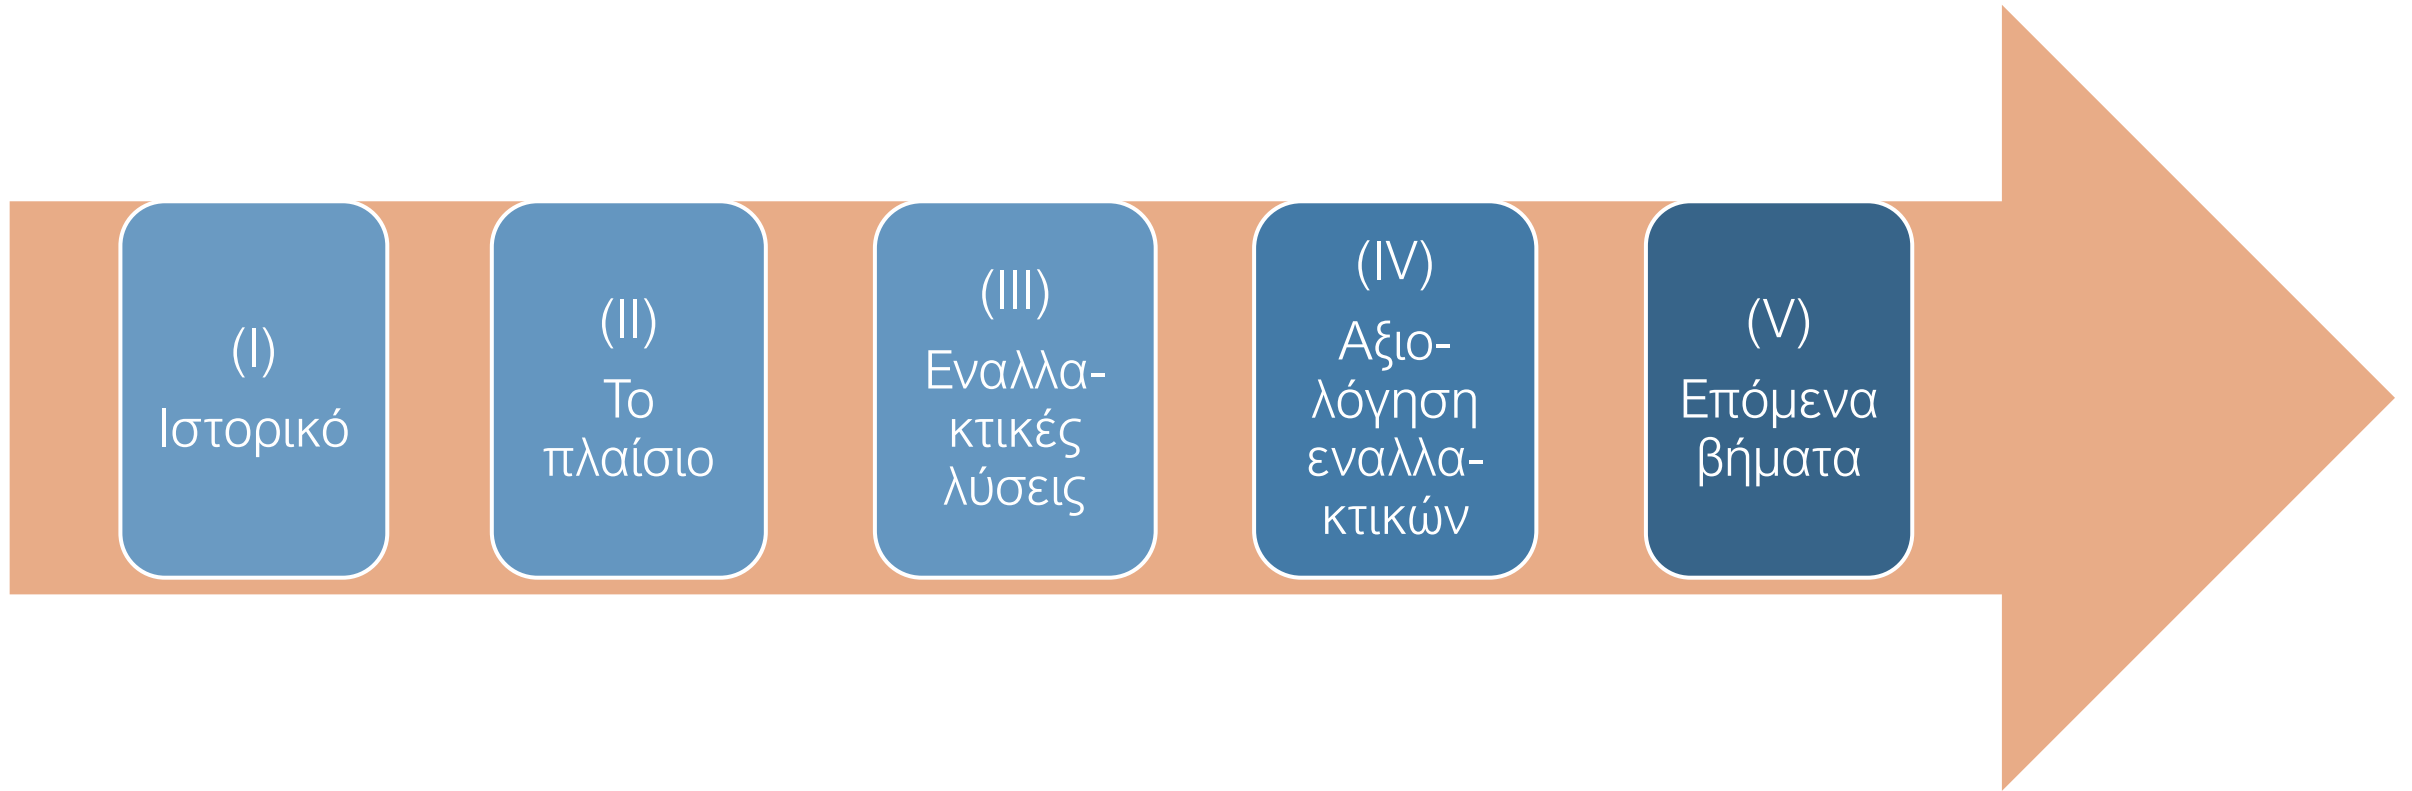 (I)
Ιστορικό
(II)
Το
πλαίσιο
(III)
Εναλλα-
κτικές
λύσεις
(IV)
Αξιο-
λόγηση
εναλλα-
κτικών
(V)
Επόμενα
βήματα